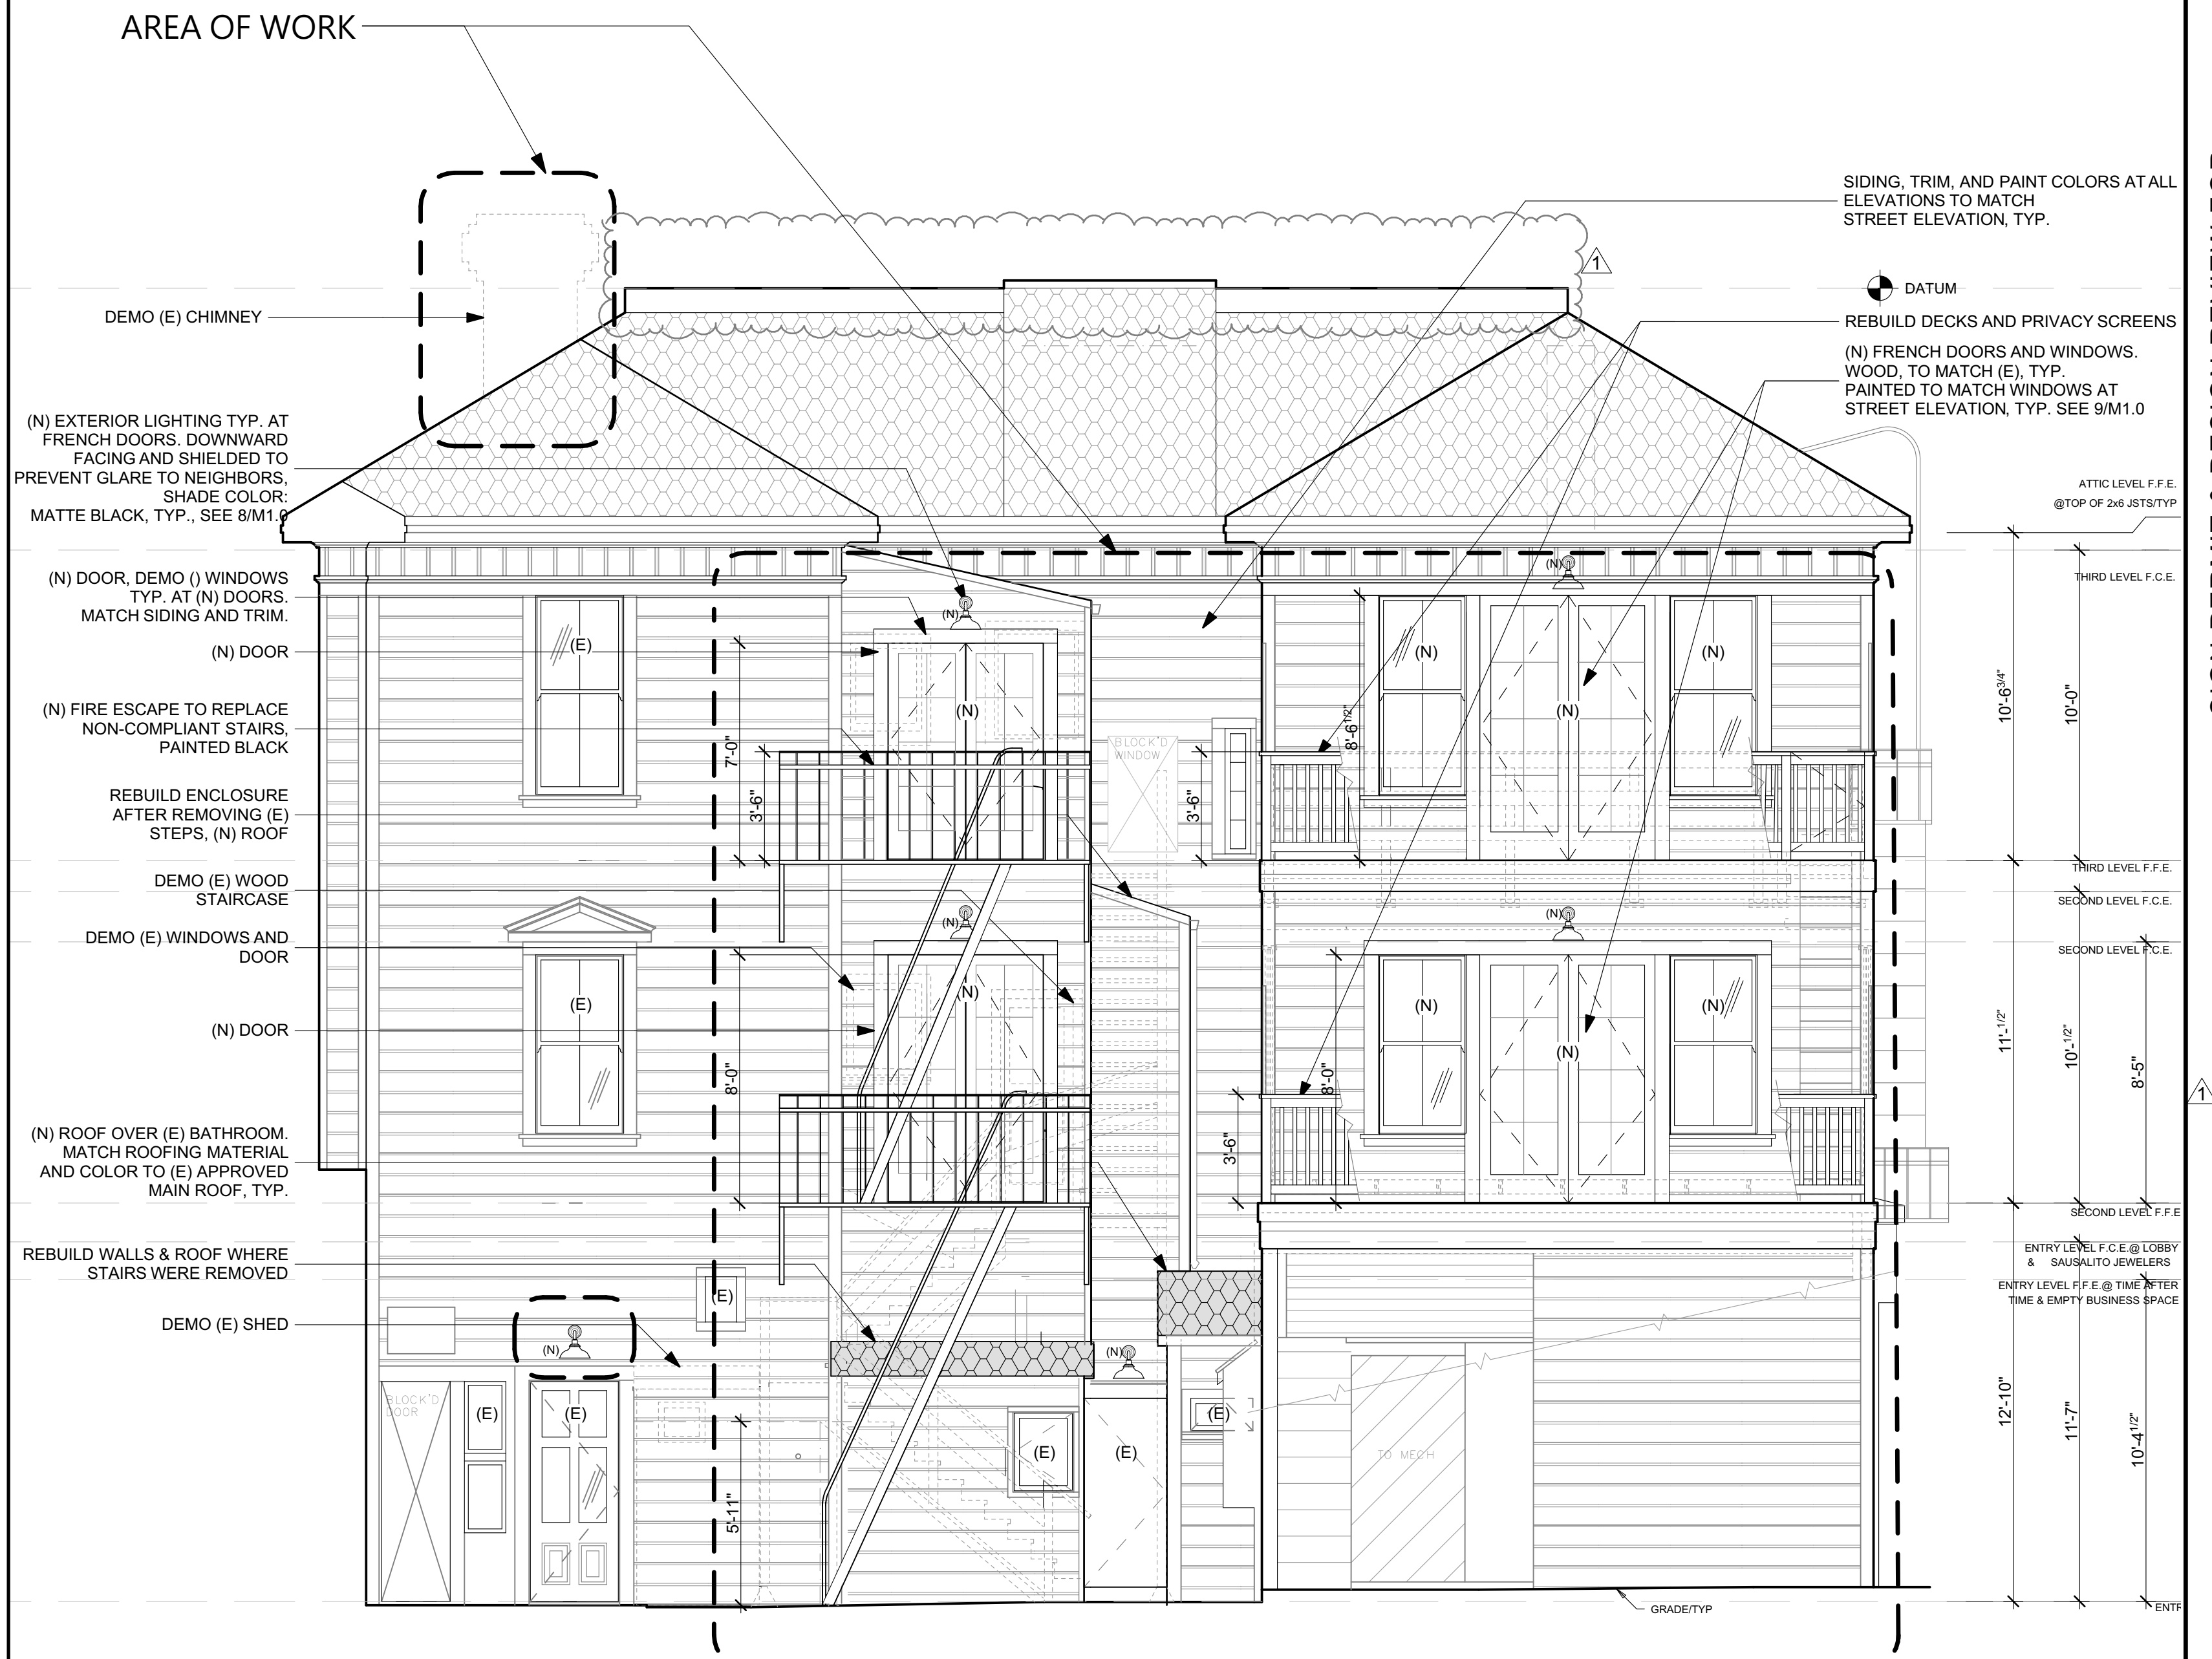 AREA OF WORK
SIDING, TRIM, AND PAINT COLORS AT ALL
ELEVATIONS TO MATCH
STREET ELEVATION, TYP.
1
DATUM
DEMO (E) CHIMNEY
REBUILD DECKS AND PRIVACY SCREENS
(N) FRENCH DOORS AND WINDOWS.
WOOD, TO MATCH (E), TYP.
PAINTED TO MATCH WINDOWS AT
STREET ELEVATION, TYP. SEE 9/M1.0
(N) EXTERIOR LIGHTING TYP. AT
FRENCH DOORS. DOWNWARD
FACING AND SHIELDED TO
PREVENT GLARE TO NEIGHBORS,
SHADE COLOR:
MATTE BLACK, TYP., SEE 8/M1.0
ATTIC LEVEL F.F.E.
@TOP OF 2x6 JSTS/TYP
(N)
THIRD LEVEL F.C.E.
(N) DOOR, DEMO () WINDOWS
TYP. AT (N) DOORS.
MATCH SIDING AND TRIM.
(N)
(E)
(N) DOOR
(N)
(N)
(N)
(N)
10'-6 3/4"
10'-0"
(N) FIRE ESCAPE TO REPLACE
NON-COMPLIANT STAIRS,
PAINTED BLACK
7'-0"
8'-6 1/2"
BLOCK'D
WINDOW
3'-6"
3'-6"
REBUILD ENCLOSURE
AFTER REMOVING (E)
STEPS, (N) ROOF
THIRD LEVEL F.F.E.
DEMO (E) WOOD
STAIRCASE
SECOND LEVEL F.C.E.
(N)
(N)
DEMO (E) WINDOWS AND
DOOR
SECOND LEVEL F.C.E.
(E)
(N)
(N)
(N)
(N)
(N) DOOR
11'-1/2"
10'-1/2"
8'-5"
8'-0"
8'-0"
1
3'-6"
(N) ROOF OVER (E) BATHROOM.
MATCH ROOFING MATERIAL
AND COLOR TO (E) APPROVED
MAIN ROOF, TYP.
SECOND LEVEL F.F.E
REBUILD WALLS & ROOF WHERE
STAIRS WERE REMOVED
ENTRY LEVEL F.C.E.@ LOBBY
& SAUSALITO JEWELERS
ENTRY LEVEL F.F.E.@ TIME AFTER
TIME & EMPTY BUSINESS SPACE
(E)
DEMO (E) SHED
(N)
(N)
BLOCK'D
DOOR
(E)
(E)
(E)
(E)
(E)
TO MECH
12'-10"
11'-7"
10'-4 1/2"
5'-11"
GRADE/TYP
ENTR